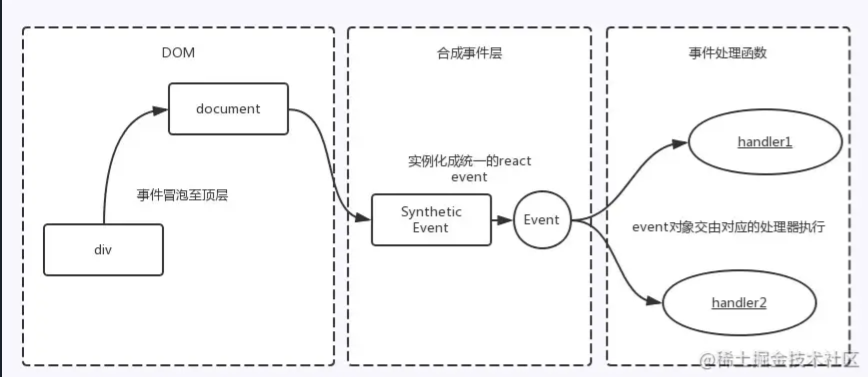 DOM
document
事件冒泡至顶层
div
合成事件层
实例化成统一的react
event
Synthetic
Event
Event
事件处理函数
handler1
event对象交由对应的处理器执行
handler2
@稀土掘金技术社区